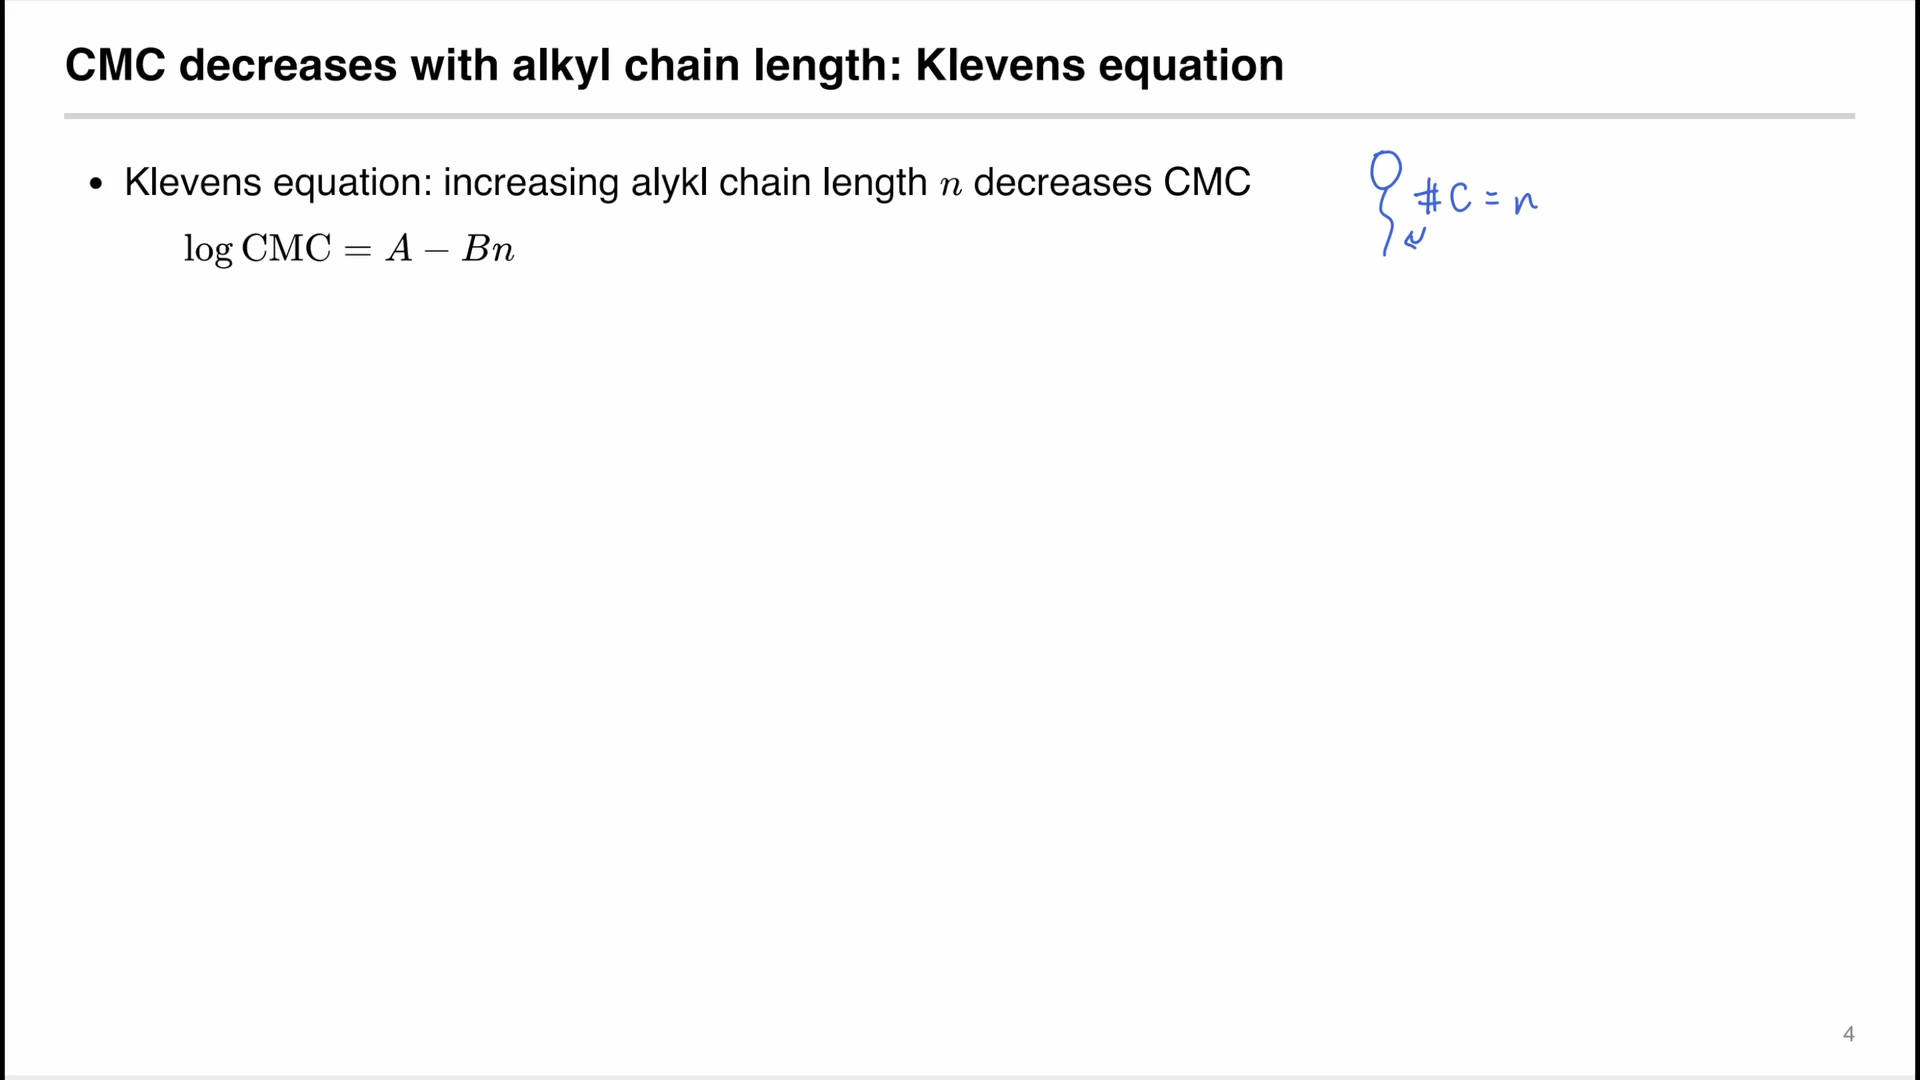 CMC decreases with alkyl chain length: Klevens equation
• Klevens equation: increasing alykl chain length n decreases CMC
log CMC = A − Bn
#C = n
4